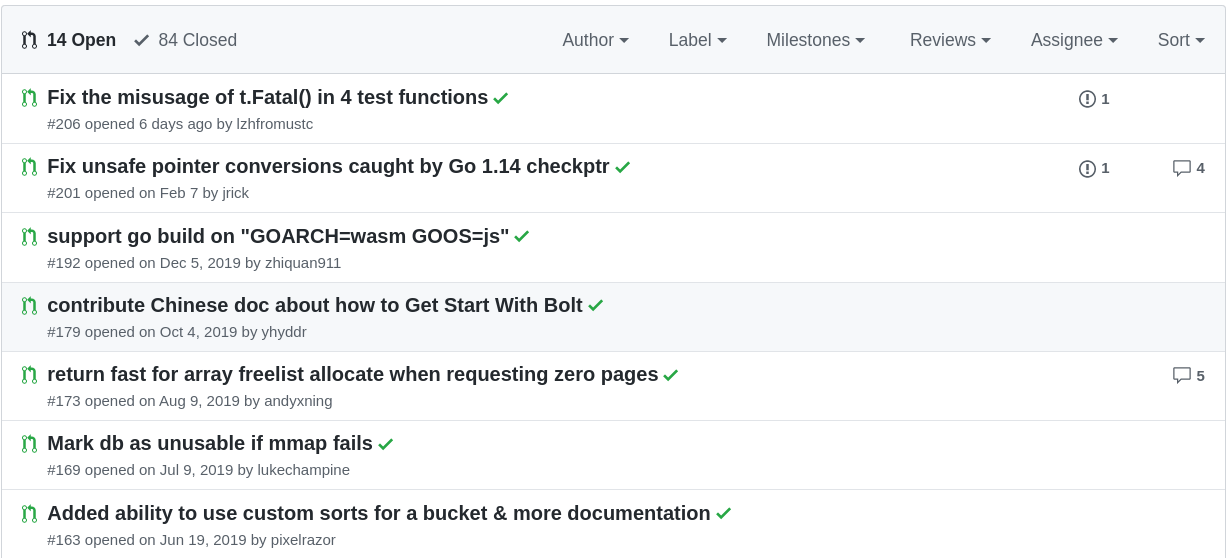 14 Open 84 Closed Author Label Milestones Reviews Assignee Sort
Fix the misusage of t.Fatal() in 4 test functions 1
#206 opened 6 days ago by lzhfromustc
Fix unsafe pointer conversions caught by Go 1.14 checkptr 1 4
#201 opened on Feb 7 by jrick
support go build on "GOARCH=wasm GOOS=js"
#192 opened on Dec 5, 2019 by zhiquan911
contribute Chinese doc about how to Get Start With Bolt
#179 opened on Oct 4, 2019 by yhyddr
return fast for array freelist allocate when requesting zero pages 5
#173 opened on Aug 9, 2019 by andyxning
Mark db as unusable if mmap fails
#169 opened on Jul 9, 2019 by lukechampine
Added ability to use custom sorts for a bucket & more documentation
#163 opened on Jun 19, 2019 by pixelrazor